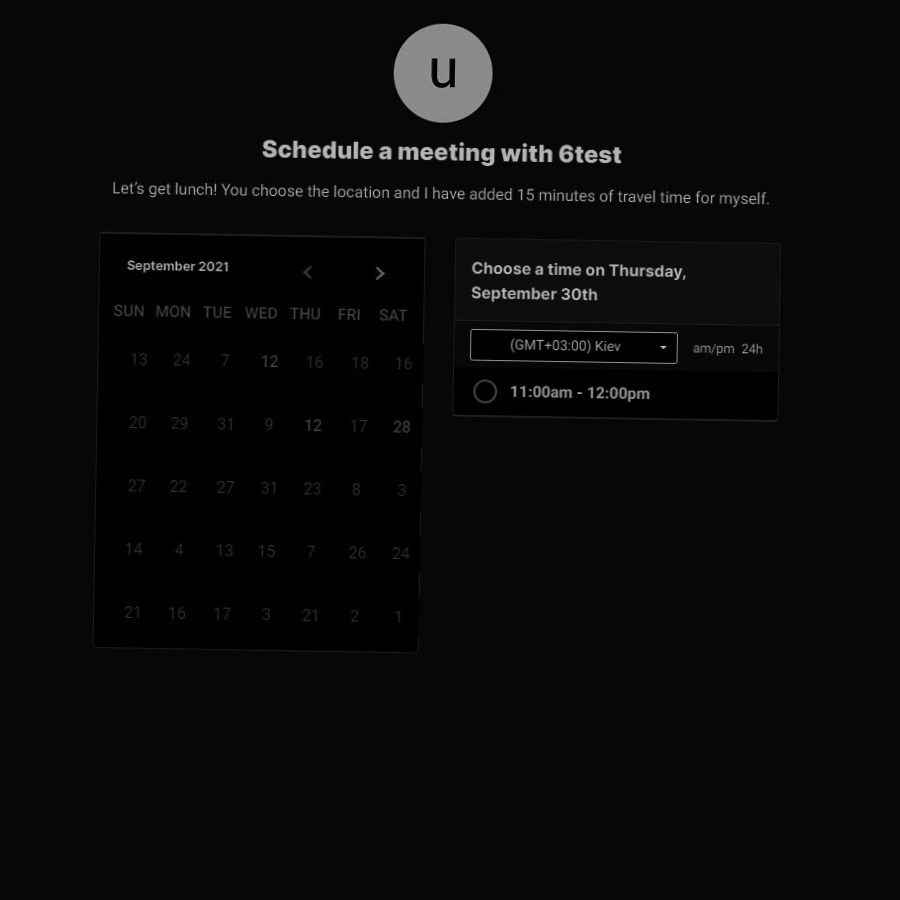 u
Schedule a meeting with 6test
Let's get lunch! You choose the location and I have added 15 minutes of travel time for myself.
September 2021
SUN MON TUE WED THU FRI SAT
13 24 7 12 16 18 16
20 29 31 9 12 17 28
27 22 27 31 23 8 3
14 4 13 15 7 26 24
21 16 17 3 21 2 1
Choose a time on Thursday,
September 30th
(GMT+03:00) Kiev
am/pm 24h
11:00am - 12:00pm